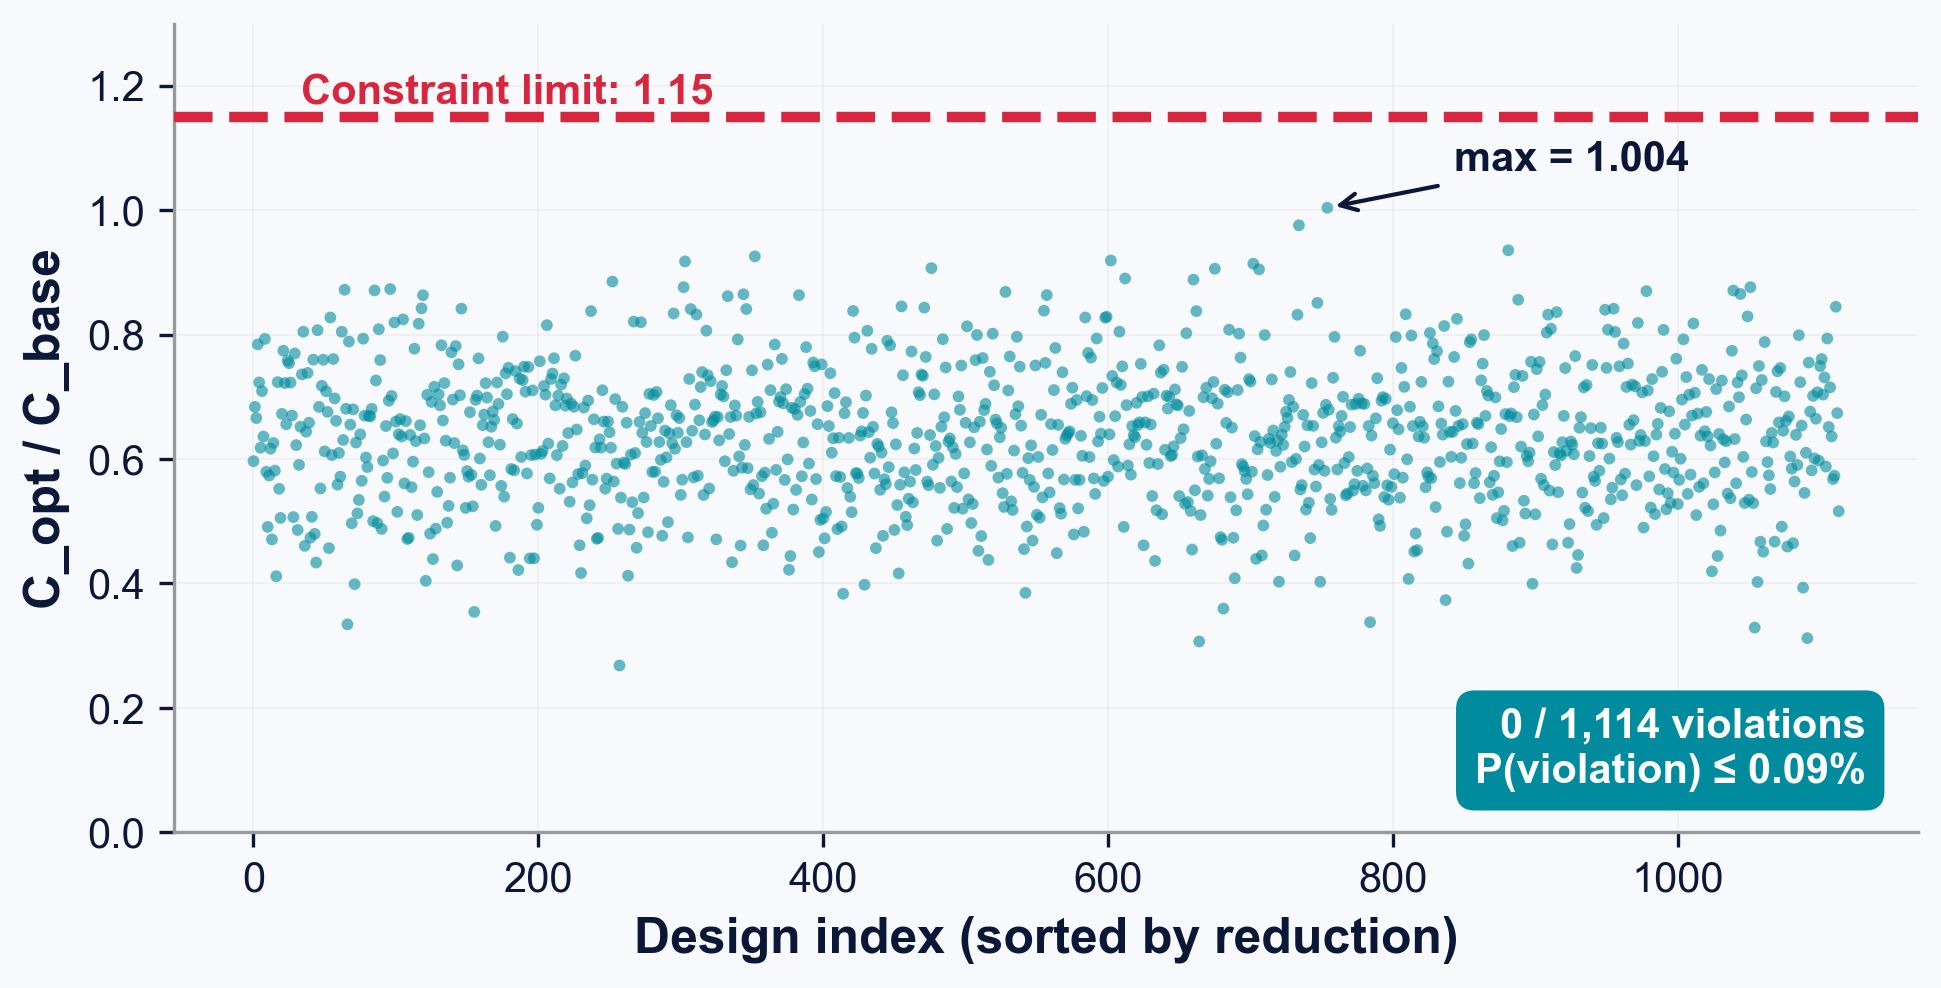 Constraint limit: 1.15
max = 1.004
C_opt / C_base
1.2
1.0
0.8
0.6
0.4
0.2
0.0
0 / 1,114 violations
P(violation) ≤ 0.09%
0
200
400
600
800
1000
Design index (sorted by reduction)